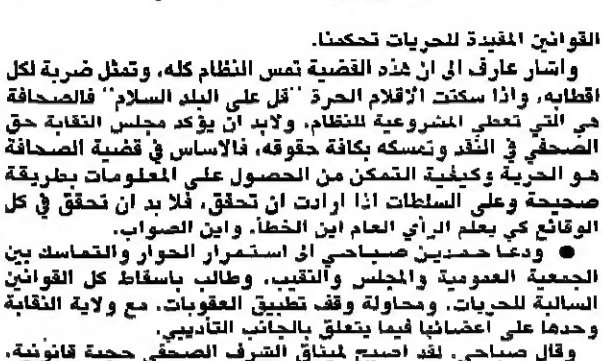 القوانين المقيدة للحريات تحكمنا.
واشار عارف الى ان هذه القضية تمس النظام كله، وتمثل ضربة لكل
اقطابه، واذا سكتت الأقلام الحرة "قل على البلد السلام" فالصحافة
هي التي تعطي المشروعية للنظام. ولابد ان يؤكد مجلس النقابة حق
الصحفي في النقد وتمسكه بكافة حقوقه، فالاساس في قضية الصحافة
هو الحرية وكيفية التمكن من الحصول على المعلومات بطريقة
صحيحة وعلى السلطات اذا ارادت ان تحقق، فلا بد ان تحقق في كل
الوقائع كي يعلم الرأي العام اين الخطأ، واين الصواب.
● ودعا حمدين صباحي الى استمرار الحوار والتماسك بين
الجمعية العمومية والمجلس والنقيب. وطالب باسقاط كل القوانين
السالبة للحريات. ومحاولة وقف تطبيق العقوبات. مع ولاية النقابة
وحدها على اعضائها فيما يتعلق بالجانب التأديبي.
وقال صباحي. لقد اصبح لميثاق الشرف الصحفي حجية قانونية.